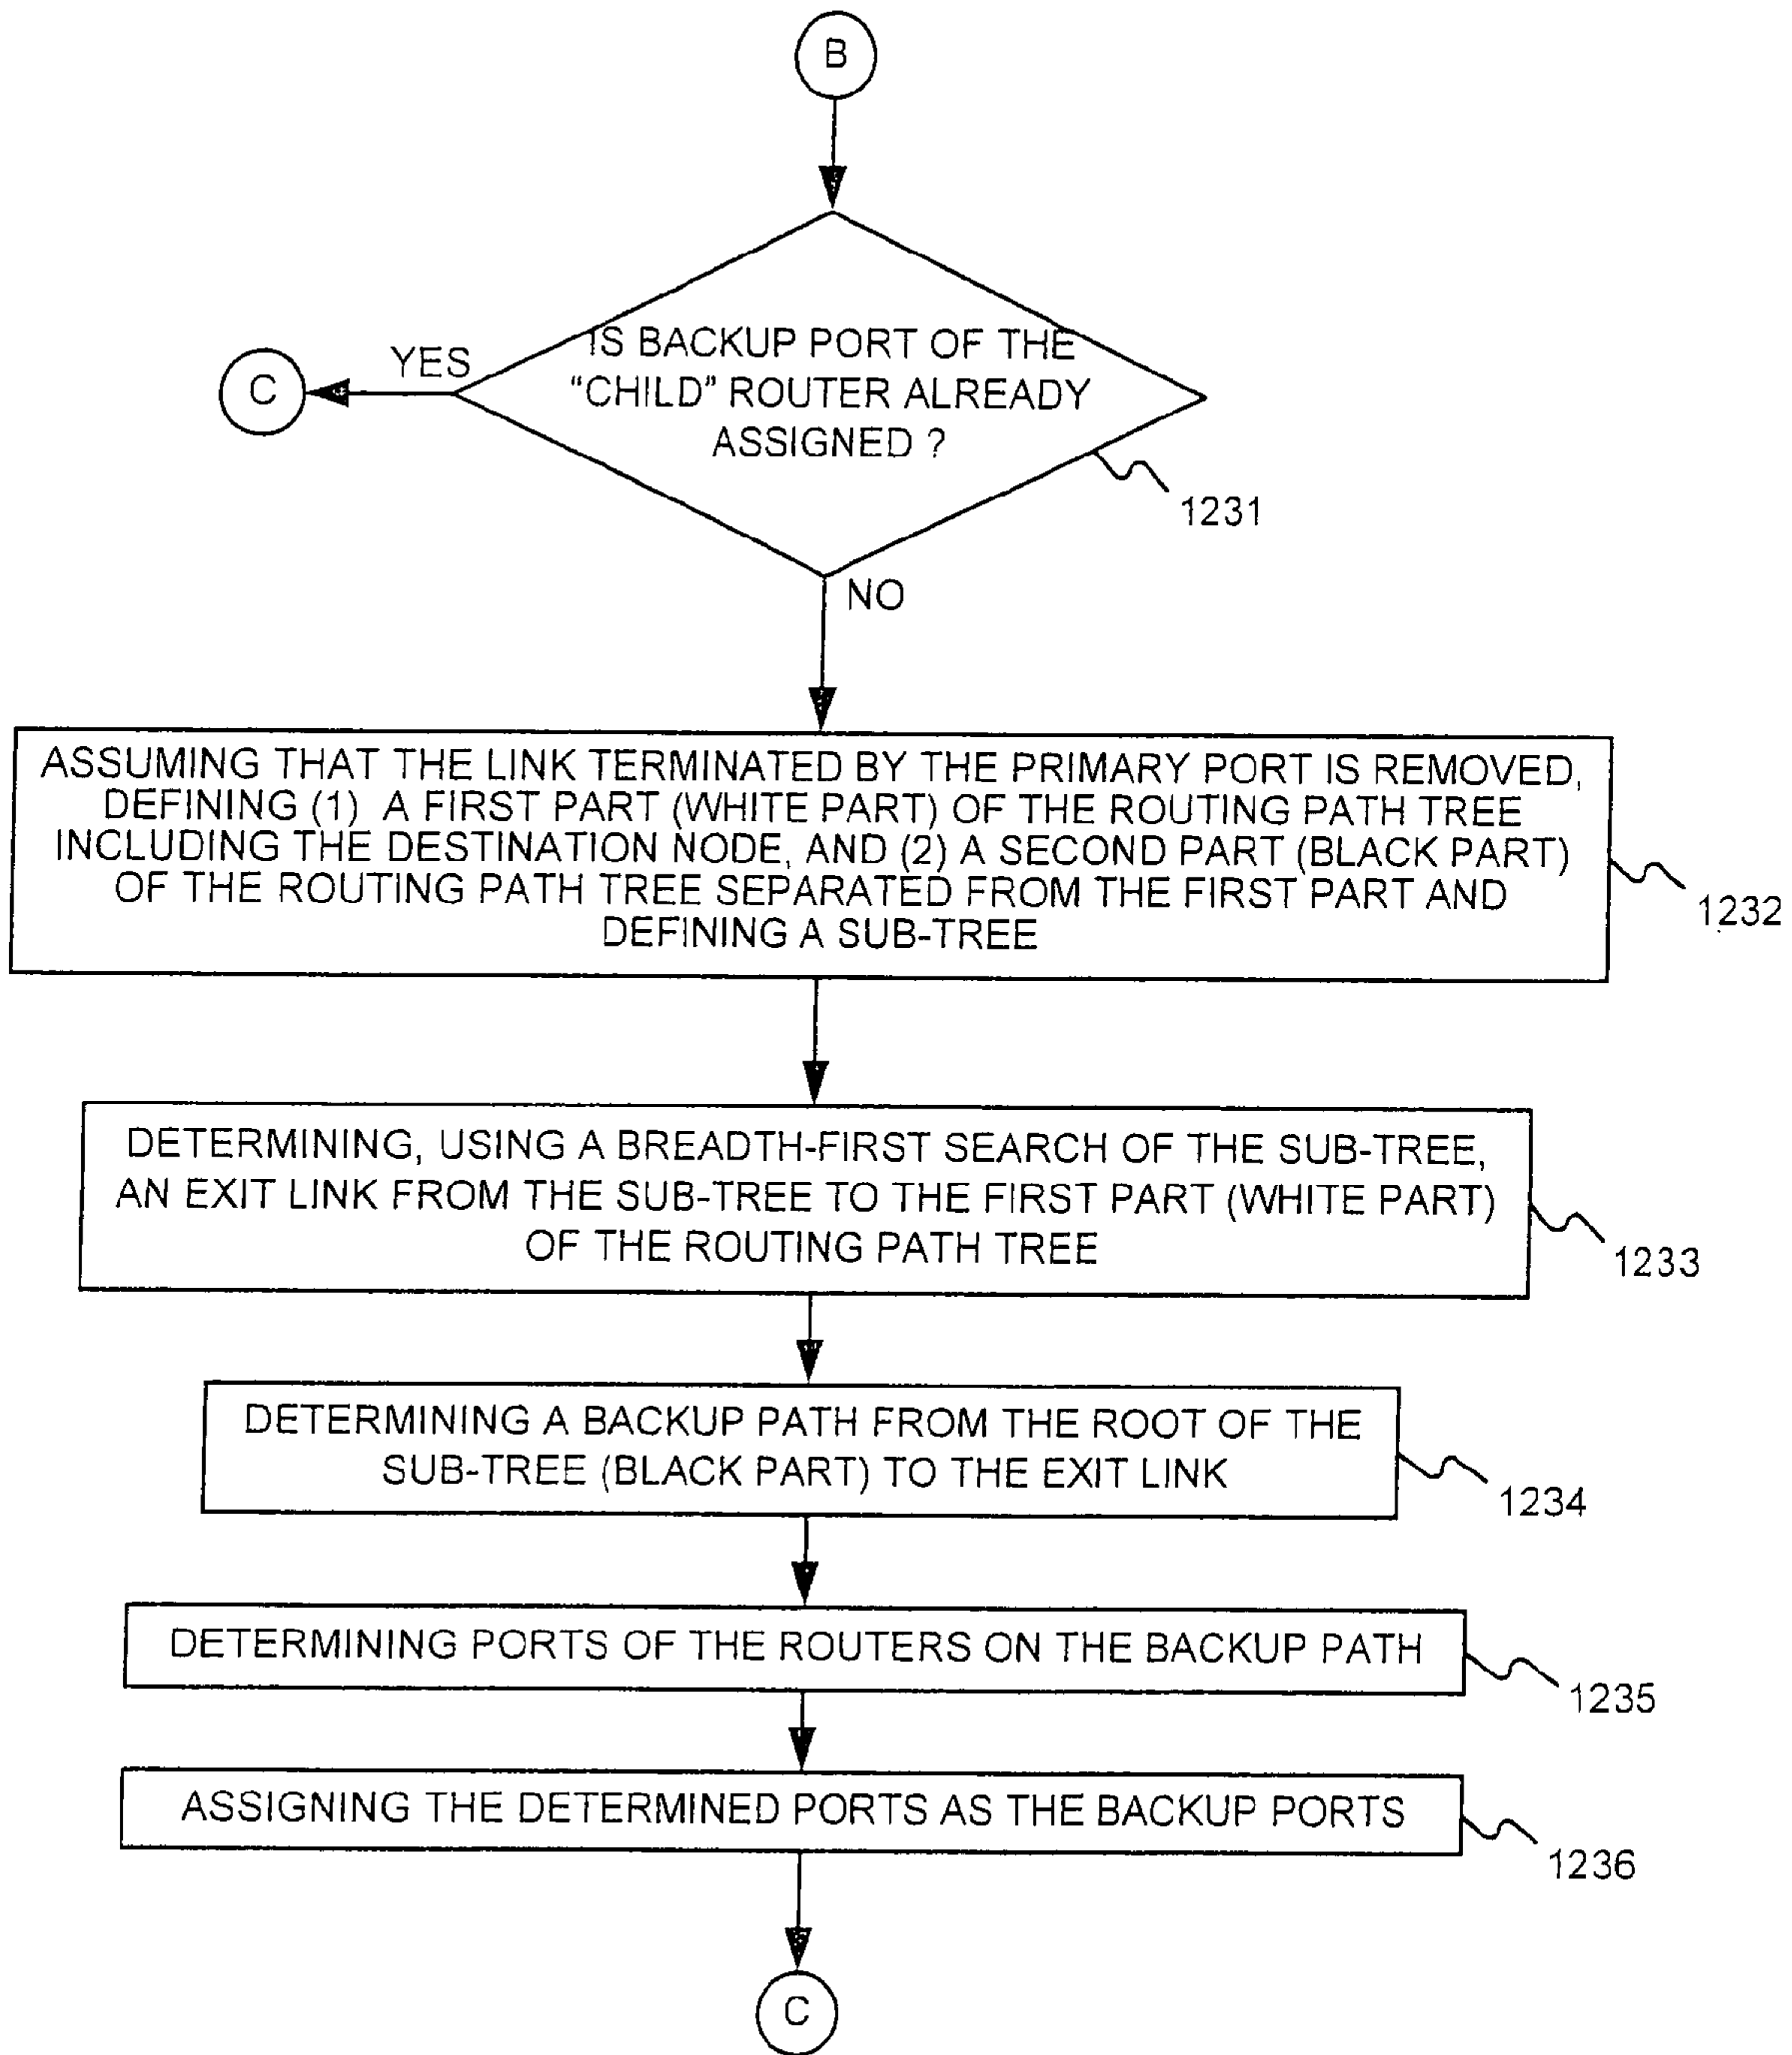 B
IS BACKUP PORT OF THE
“CHILD” ROUTER ALREADY
ASSIGNED ?
YES
C
1231
NO
ASSUMING THAT THE LINK TERMINATED BY THE PRIMARY PORT IS REMOVED,
DEFINING (1) A FIRST PART (WHITE PART) OF THE ROUTING PATH TREE
INCLUDING THE DESTINATION NODE, AND (2) A SECOND PART (BLACK PART)
OF THE ROUTING PATH TREE SEPARATED FROM THE FIRST PART AND
DEFINING A SUB-TREE
1232
DETERMINING, USING A BREADTH-FIRST SEARCH OF THE SUB-TREE,
AN EXIT LINK FROM THE SUB-TREE TO THE FIRST PART (WHITE PART)
OF THE ROUTING PATH TREE
1233
DETERMINING A BACKUP PATH FROM THE ROOT OF THE
SUB-TREE (BLACK PART) TO THE EXIT LINK
1234
DETERMINING PORTS OF THE ROUTERS ON THE BACKUP PATH
1235
ASSIGNING THE DETERMINED PORTS AS THE BACKUP PORTS
1236
C